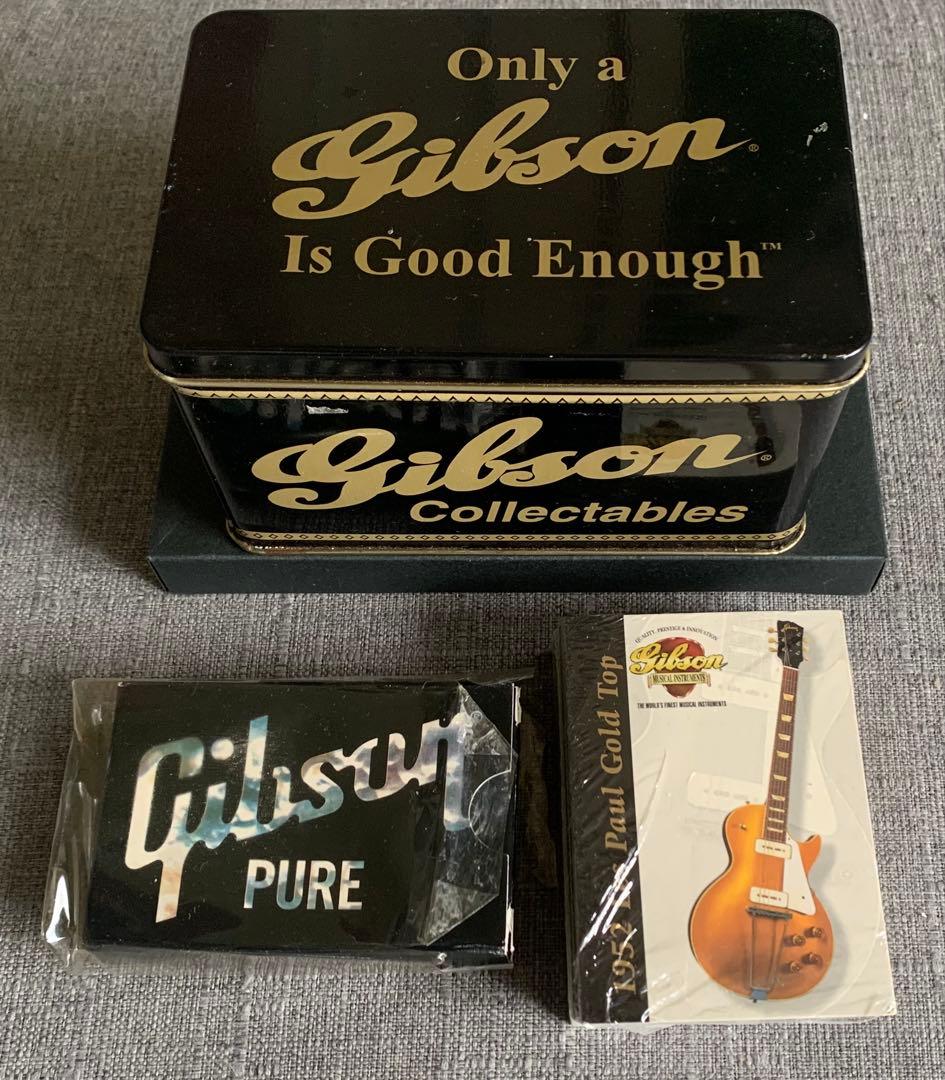 Only a
Gibson®
Is Good Enough™
Gibson®
Collectables
Gibson
PURE
QUALITY, PRESTIGE & INNOVATION
Gibson
MUSICAL INSTRUMENTS
THE WORLD'S FINEST MUSICAL INSTRUMENTS
1952 Paul Gold Top